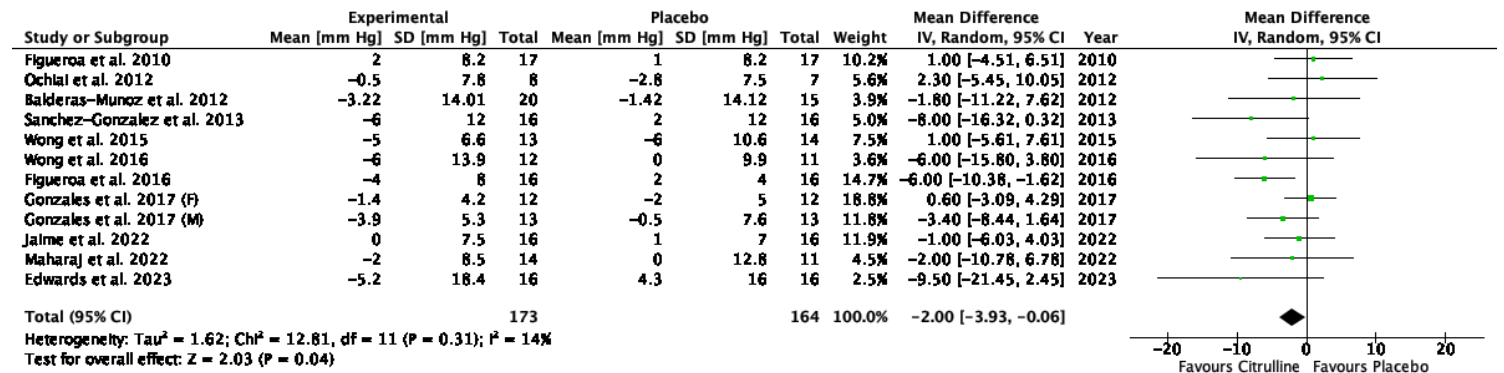 Experimental Placebo Mean Difference Mean Difference
Study or Subgroup Mean [mm Hg] SD [mm Hg] Total Mean [mm Hg] SD [mm Hg] Total Weight IV, Random, 95% CI Year IV, Random, 95% CI
Figueroa et al. 2010 2 8.2 17 1 8.2 17 10.2% 1.00 [−4.51, 6.51] 2010
Ochiai et al. 2012 −0.5 7.8 8 −2.8 7.5 7 5.6% 2.30 [−5.45, 10.05] 2012
Balderas−Munoz et al. 2012 −3.22 14.01 20 −1.42 14.12 15 3.9% −1.80 [−11.22, 7.62] 2012
Sanchez−Gonzalez et al. 2013 −6 12 16 2 12 16 5.0% −8.00 [−16.32, 0.32] 2013
Wong et al. 2015 −5 6.6 13 −6 10.6 14 7.5% 1.00 [−5.61, 7.61] 2015
Wong et al. 2016 −6 13.9 12 0 9.9 11 3.6% −6.00 [−15.80, 3.80] 2016
Figueroa et al. 2016 −4 8 16 2 4 16 14.7% −6.00 [−10.38, −1.62] 2016
Gonzales et al. 2017 (F) −1.4 4.2 12 −2 5 12 18.8% 0.60 [−3.09, 4.29] 2017
Gonzales et al. 2017 (M) −3.9 5.3 13 −0.5 7.6 13 11.8% −3.40 [−8.44, 1.64] 2017
Jaime et al. 2022 0 7.5 16 1 7 16 11.9% −1.00 [−6.03, 4.03] 2022
Maharaj et al. 2022 −2 8.5 14 0 12.8 11 4.5% −2.00 [−10.78, 6.78] 2022
Edwards et al. 2023 −5.2 18.4 16 4.3 16 16 2.5% −9.50 [−21.45, 2.45] 2023
Total (95% CI) 173 164 100.0% −2.00 [−3.93, −0.06]
Heterogeneity: Tau² = 1.62; Chi² = 12.81, df = 11 (P = 0.31); I² = 14%
Test for overall effect: Z = 2.03 (P = 0.04)
−20 −10 0 10 20
Favours Citrulline Favours Placebo